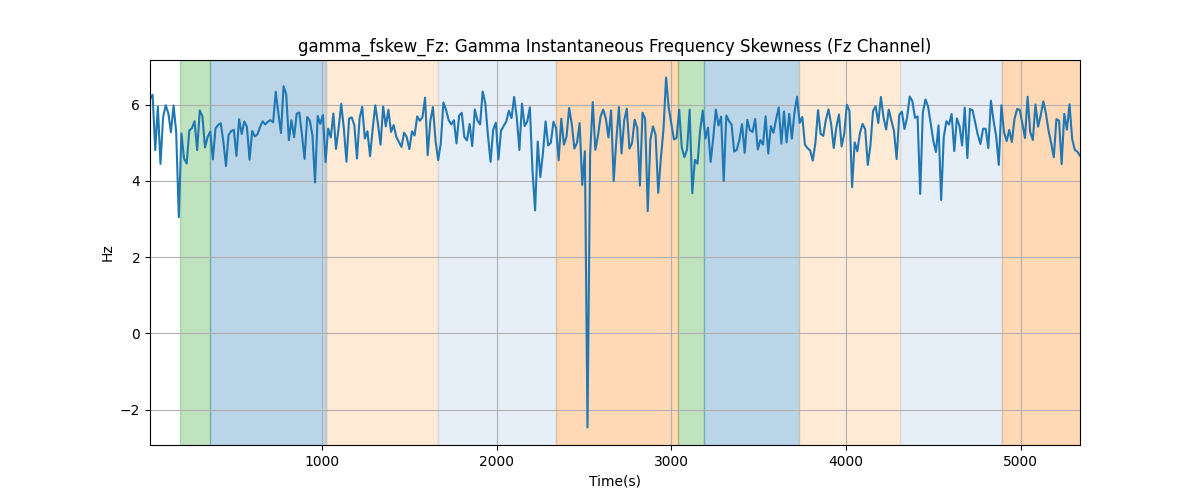 gamma_fskew_Fz: Gamma Instantaneous Frequency Skewness (Fz Channel)
6
4
2
0
−2
Hz
1000 2000 3000 4000 5000
Time(s)